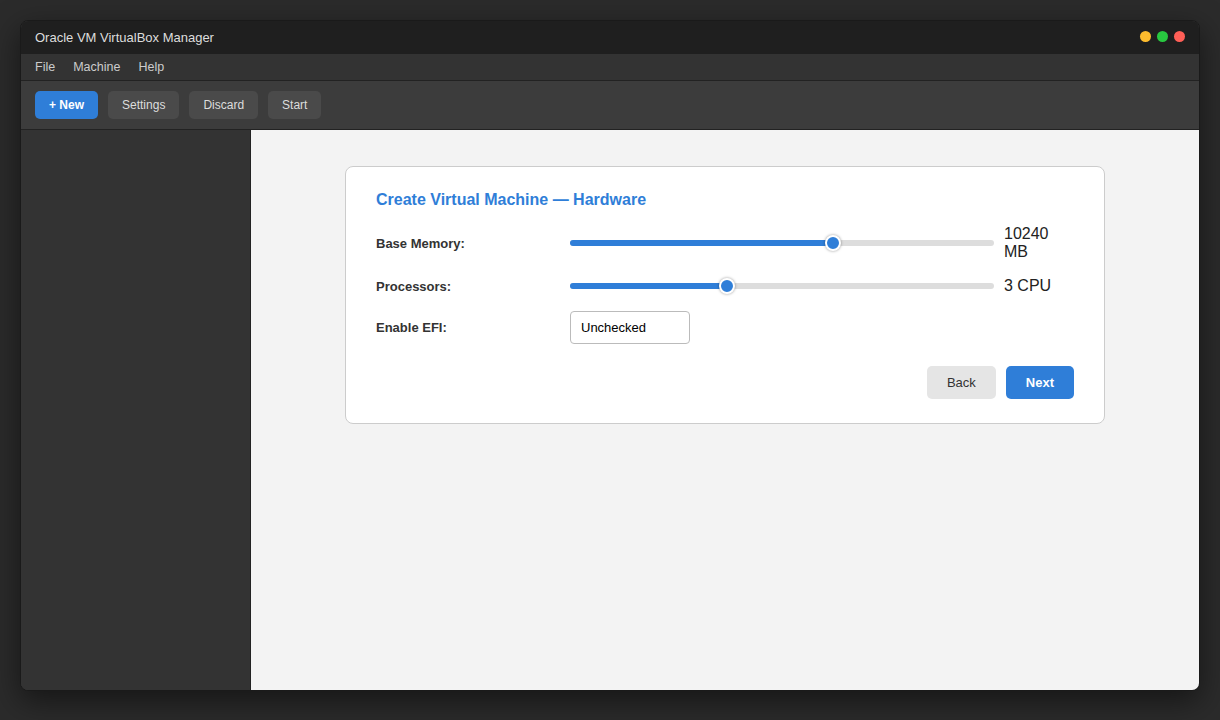 Oracle VM VirtualBox Manager
File Machine Help
+ New Settings Discard Start
Create Virtual Machine — Hardware
Base Memory: 10240
MB
Processors: 3 CPU
Enable EFI: Unchecked
Back Next